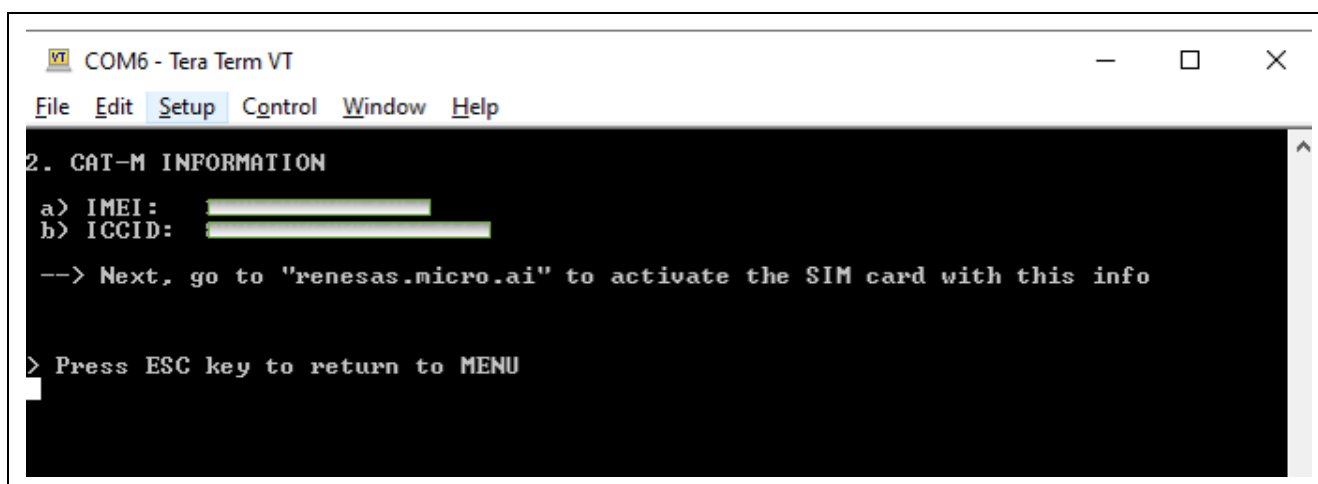 COM6 - Tera Term VT
File Edit Setup Control Window Help
2. CAT-M INFORMATION
a) IMEI:
b) ICCID:
--> Next, go to "renesas.micro.ai" to activate the SIM card with this info
> Press ESC key to return to MENU